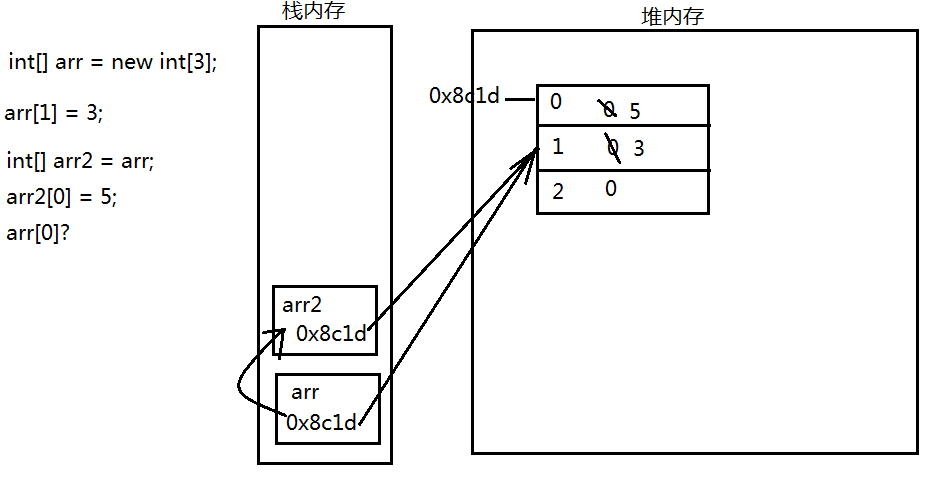 栈内存
堆内存
int[] arr = new int[3];
arr[1] = 3;
int[] arr2 = arr;
arr2[0] = 5;
arr[0]?
0x8c1d
0 0 5
1 0 3
2 0
arr2
0x8c1d
arr
0x8c1d